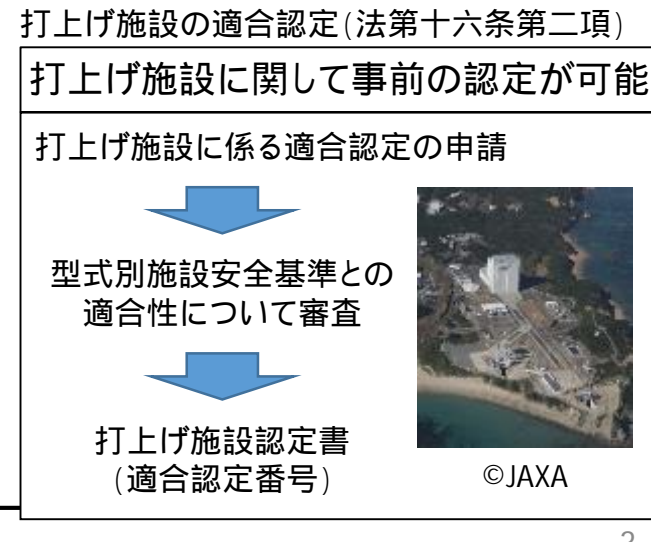 打上げ施設の適合認定(法第十六条第二項)
打上げ施設に関して事前の認定が可能
打上げ施設に係る適合認定の申請
型式別施設安全基準との
適合性について審査
打上げ施設認定書
(適合認定番号)
©JAXA